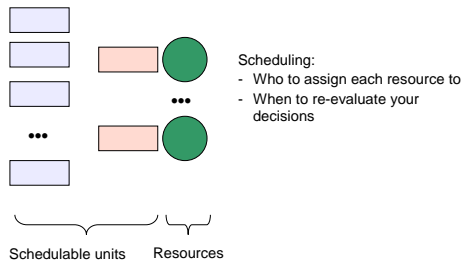 Scheduling:
- Who to assign each resource to
- When to re-evaluate your
decisions
Schedulable units
Resources